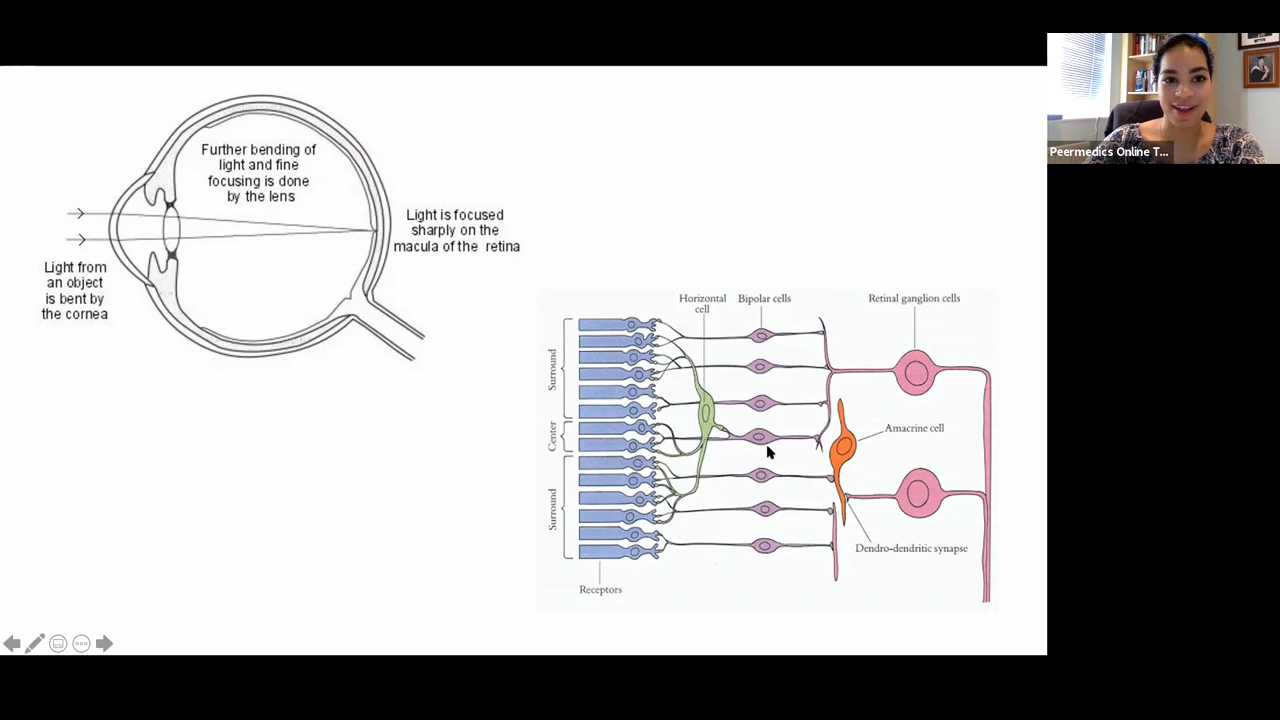 Further bending of
light and fine
focusing is done
by the lens
Light is focused
sharply on the
macula of the retina
Light from
an object
is bent by
the cornea
Horizontal
cell
Bipolar cells
Retinal ganglion cells
Surround
Center
Surround
Amacrine cell
Dendro-dendritic synapse
Receptors
Peermedics Online T...